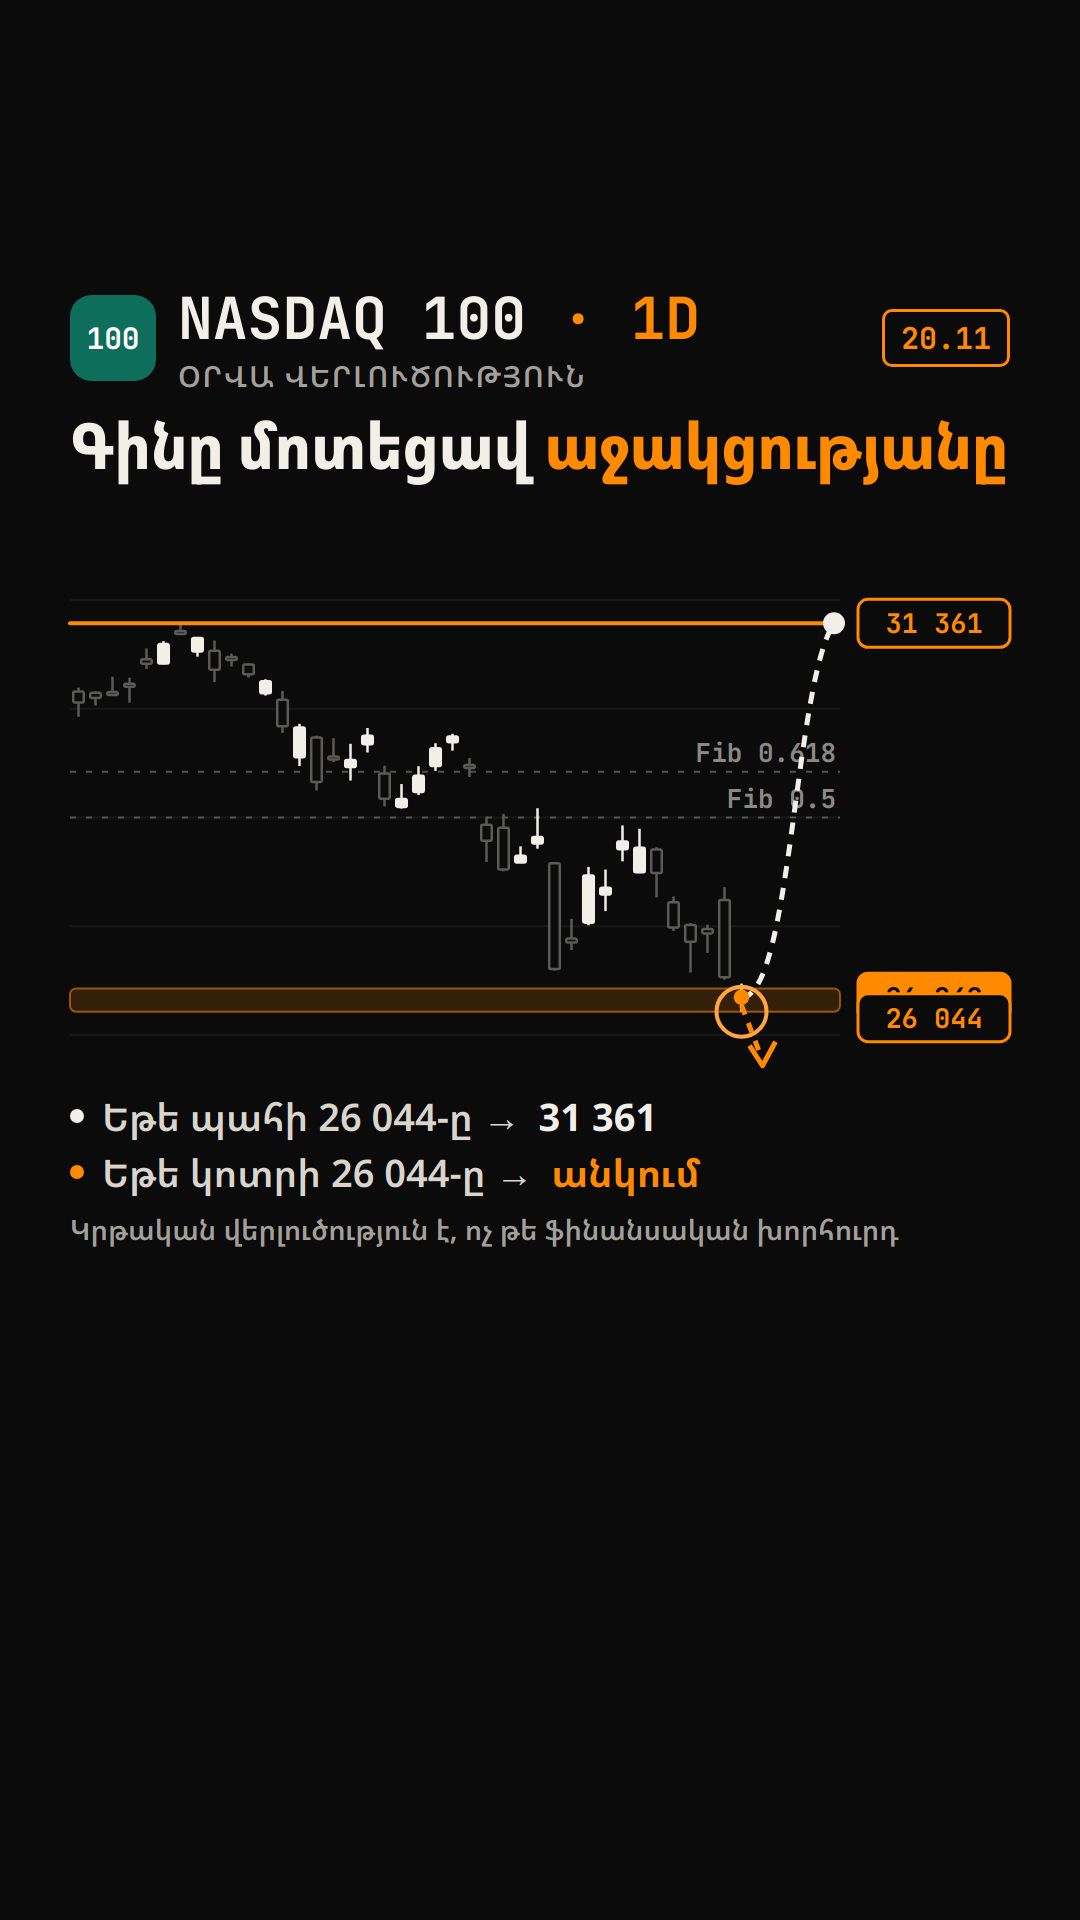 100
NASDAQ 100 · 1D
20.11
ՕՐՎԱ ՎԵՐԼՈՒԾՈՒԹՅՈՒՆ
Գինը մոտեցավ աջակցությանը
31 361
Fib 0.618
Fib 0.5
26 044
Եթե պահի 26 044-ը → 31 361
Եթե կոտրի 26 044-ը → անկում
Կրթական վերլուծություն է, ոչ թե ֆինանսական խորհուրդ